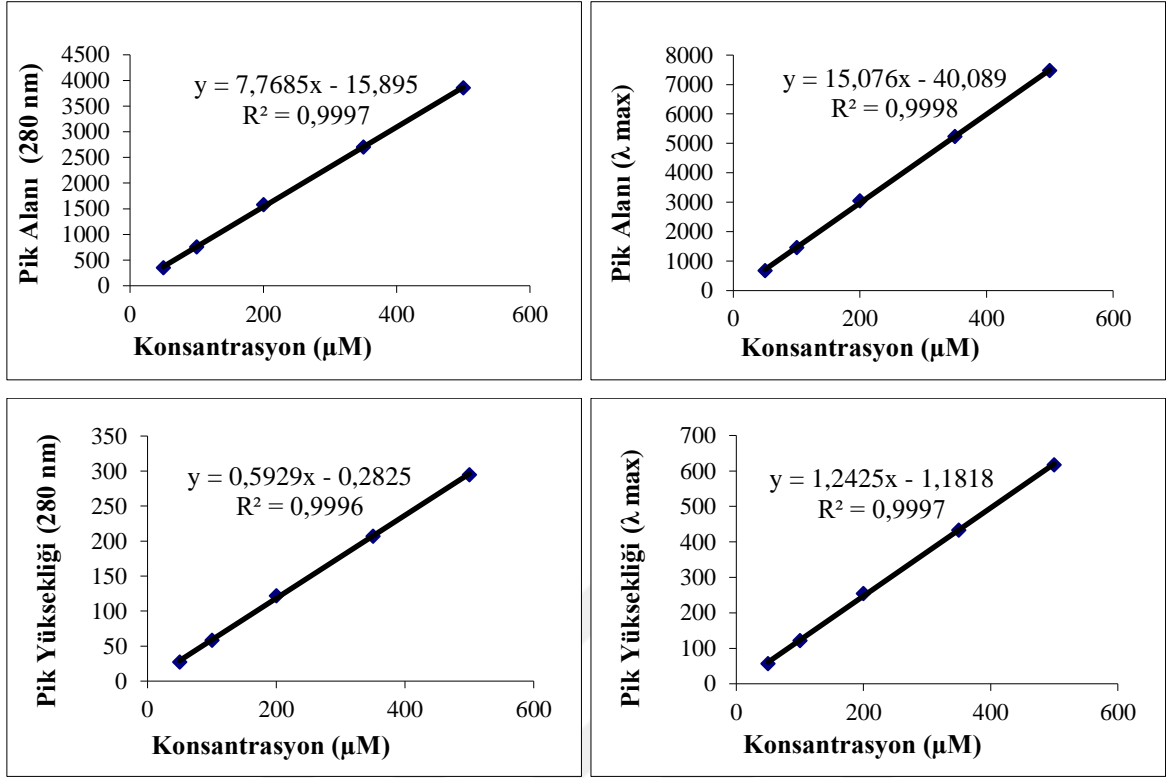 Pik Alanı (280 nm)
4500
4000
3500
3000
2500
2000
1500
1000
500
0
y = 7,7685x - 15,895
R² = 0,9997
0 200 400 600
Konsantrasyon (µM)
Pik Alanı (λ max)
8000
7000
6000
5000
4000
3000
2000
1000
0
y = 15,076x - 40,089
R² = 0,9998
0 200 400 600
Konsantrasyon (µM)
Pik Yüksekliği (280 nm)
350
300
250
200
150
100
50
0
y = 0,5929x - 0,2825
R² = 0,9996
0 200 400 600
Konsantrasyon (µM)
Pik Yüksekliği (λ max)
700
600
500
400
300
200
100
0
y = 1,2425x - 1,1818
R² = 0,9997
0 200 400 600
Konsantrasyon (µM)